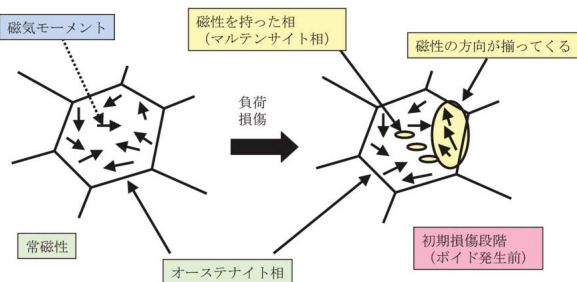 磁気モーメント
磁性を持った相
（マルテンサイト相）
磁性の方向が揃ってくる
負荷
損傷
常磁性
オーステナイト相
初期損傷段階
（ボイド発生前）